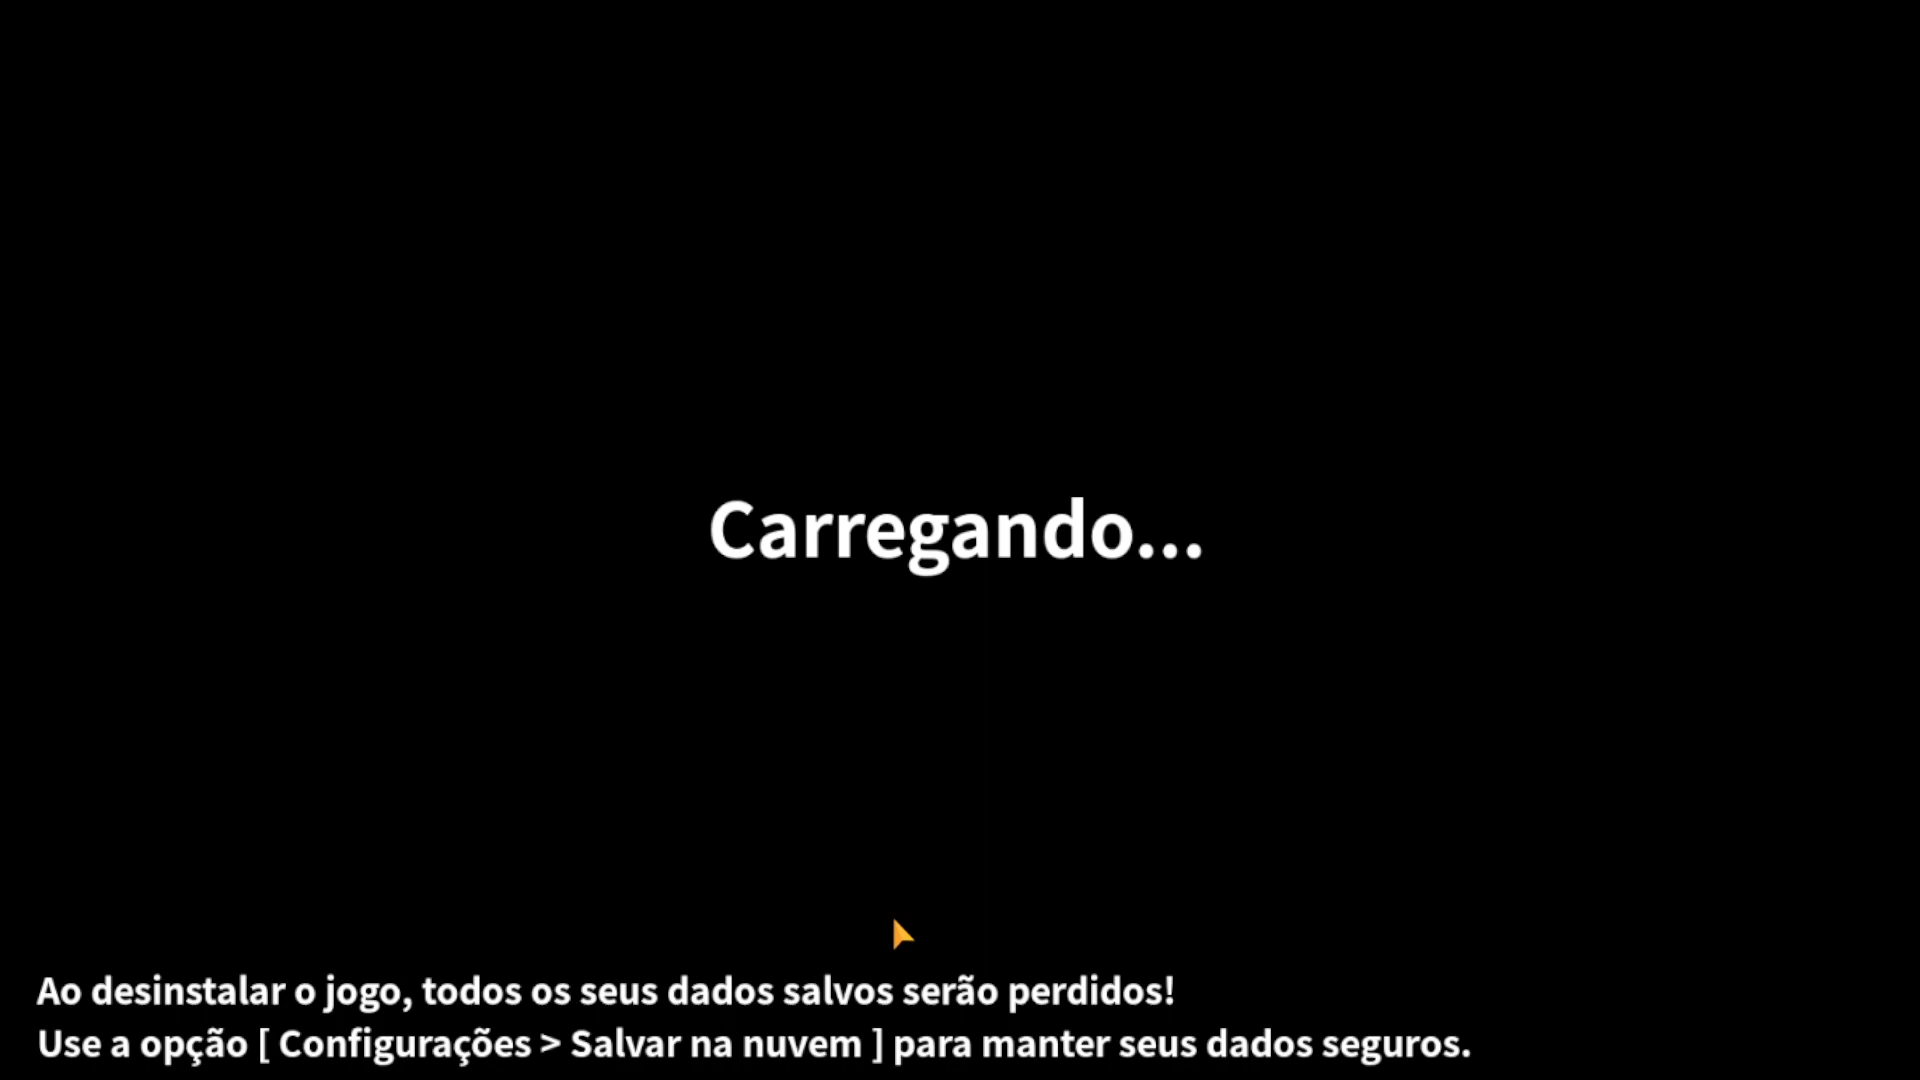 Carregando...
Ao desinstalar o jogo, todos os seus dados salvos serão perdidos!
Use a opção [ Configurações > Salvar na nuvem ] para manter seus dados seguros.